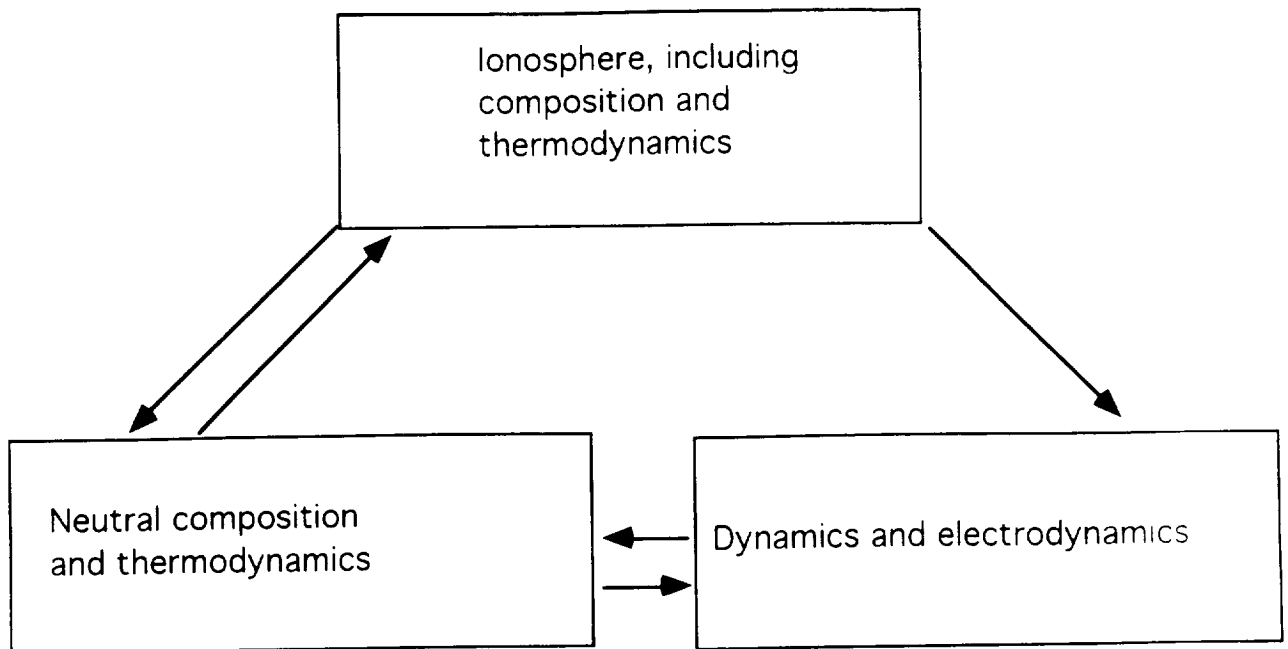 Ionosphere, including
composition and
thermodynamics
Neutral composition
and thermodynamics
Dynamics and electrodynamics